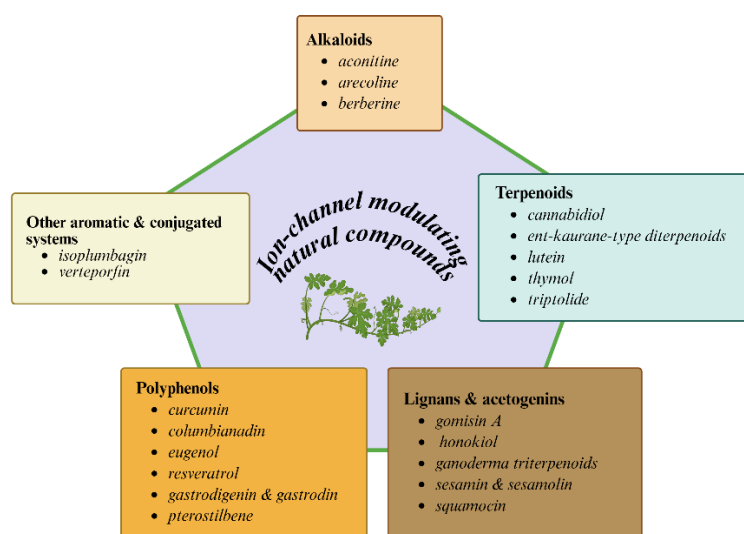 Alkaloids
• aconitine
• arecoline
• berberine
Other aromatic & conjugated
systems
• isoplumbagin
• verteporfin
Ion-channel modulating
natural compounds
Terpenoids
• cannabidiol
• ent-kaurane-type diterpenoids
• lutein
• thymol
• triptolide
Polyphenols
• curcumin
• columbianadin
• eugenol
• resveratrol
• gastrodigenin & gastrodin
• pterostilbene
Lignans & acetogenins
• gomisin A
• honokiol
• ganoderma triterpenoids
• sesamin & sesamolin
• squamocin